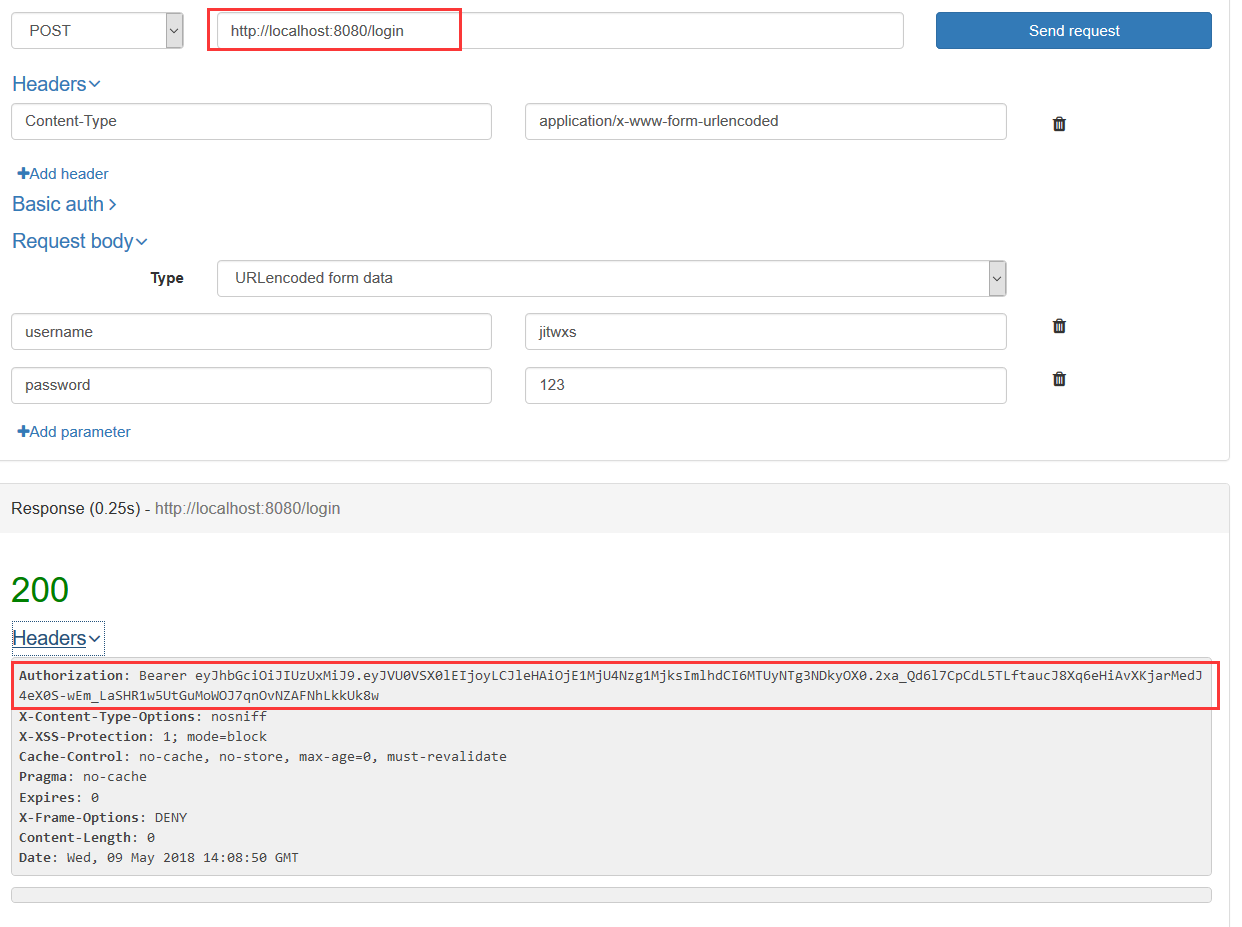 POST http://localhost:8080/login Send request
Headers
Content-Type application/x-www-form-urlencoded
Add header
Basic auth
Request body
Type URLencoded form data
username jitwxs
password 123
Add parameter
Response (0.25s) - http://localhost:8080/login
200
Headers
Authorization: Bearer eyJhbGciOiJIUzUxMiJ9.eyJVU0VSX0lEIjoyLCJleHAiOjE1MjU4Nzg1MjksImlhdCI6MTUyNTg3NDkyOX0.2xa_Qd6l7CpCdL5TLftaucJ8Xq6eHiAvXKjarMedJ
4eX0S-wEm_LaSHR1w5UtGuMoWOJ7qnOvNZAFNhLkkUk8w
X-Content-Type-Options: nosniff
X-XSS-Protection: 1; mode=block
Cache-Control: no-cache, no-store, max-age=0, must-revalidate
Pragma: no-cache
Expires: 0
X-Frame-Options: DENY
Content-Length: 0
Date: Wed, 09 May 2018 14:08:50 GMT